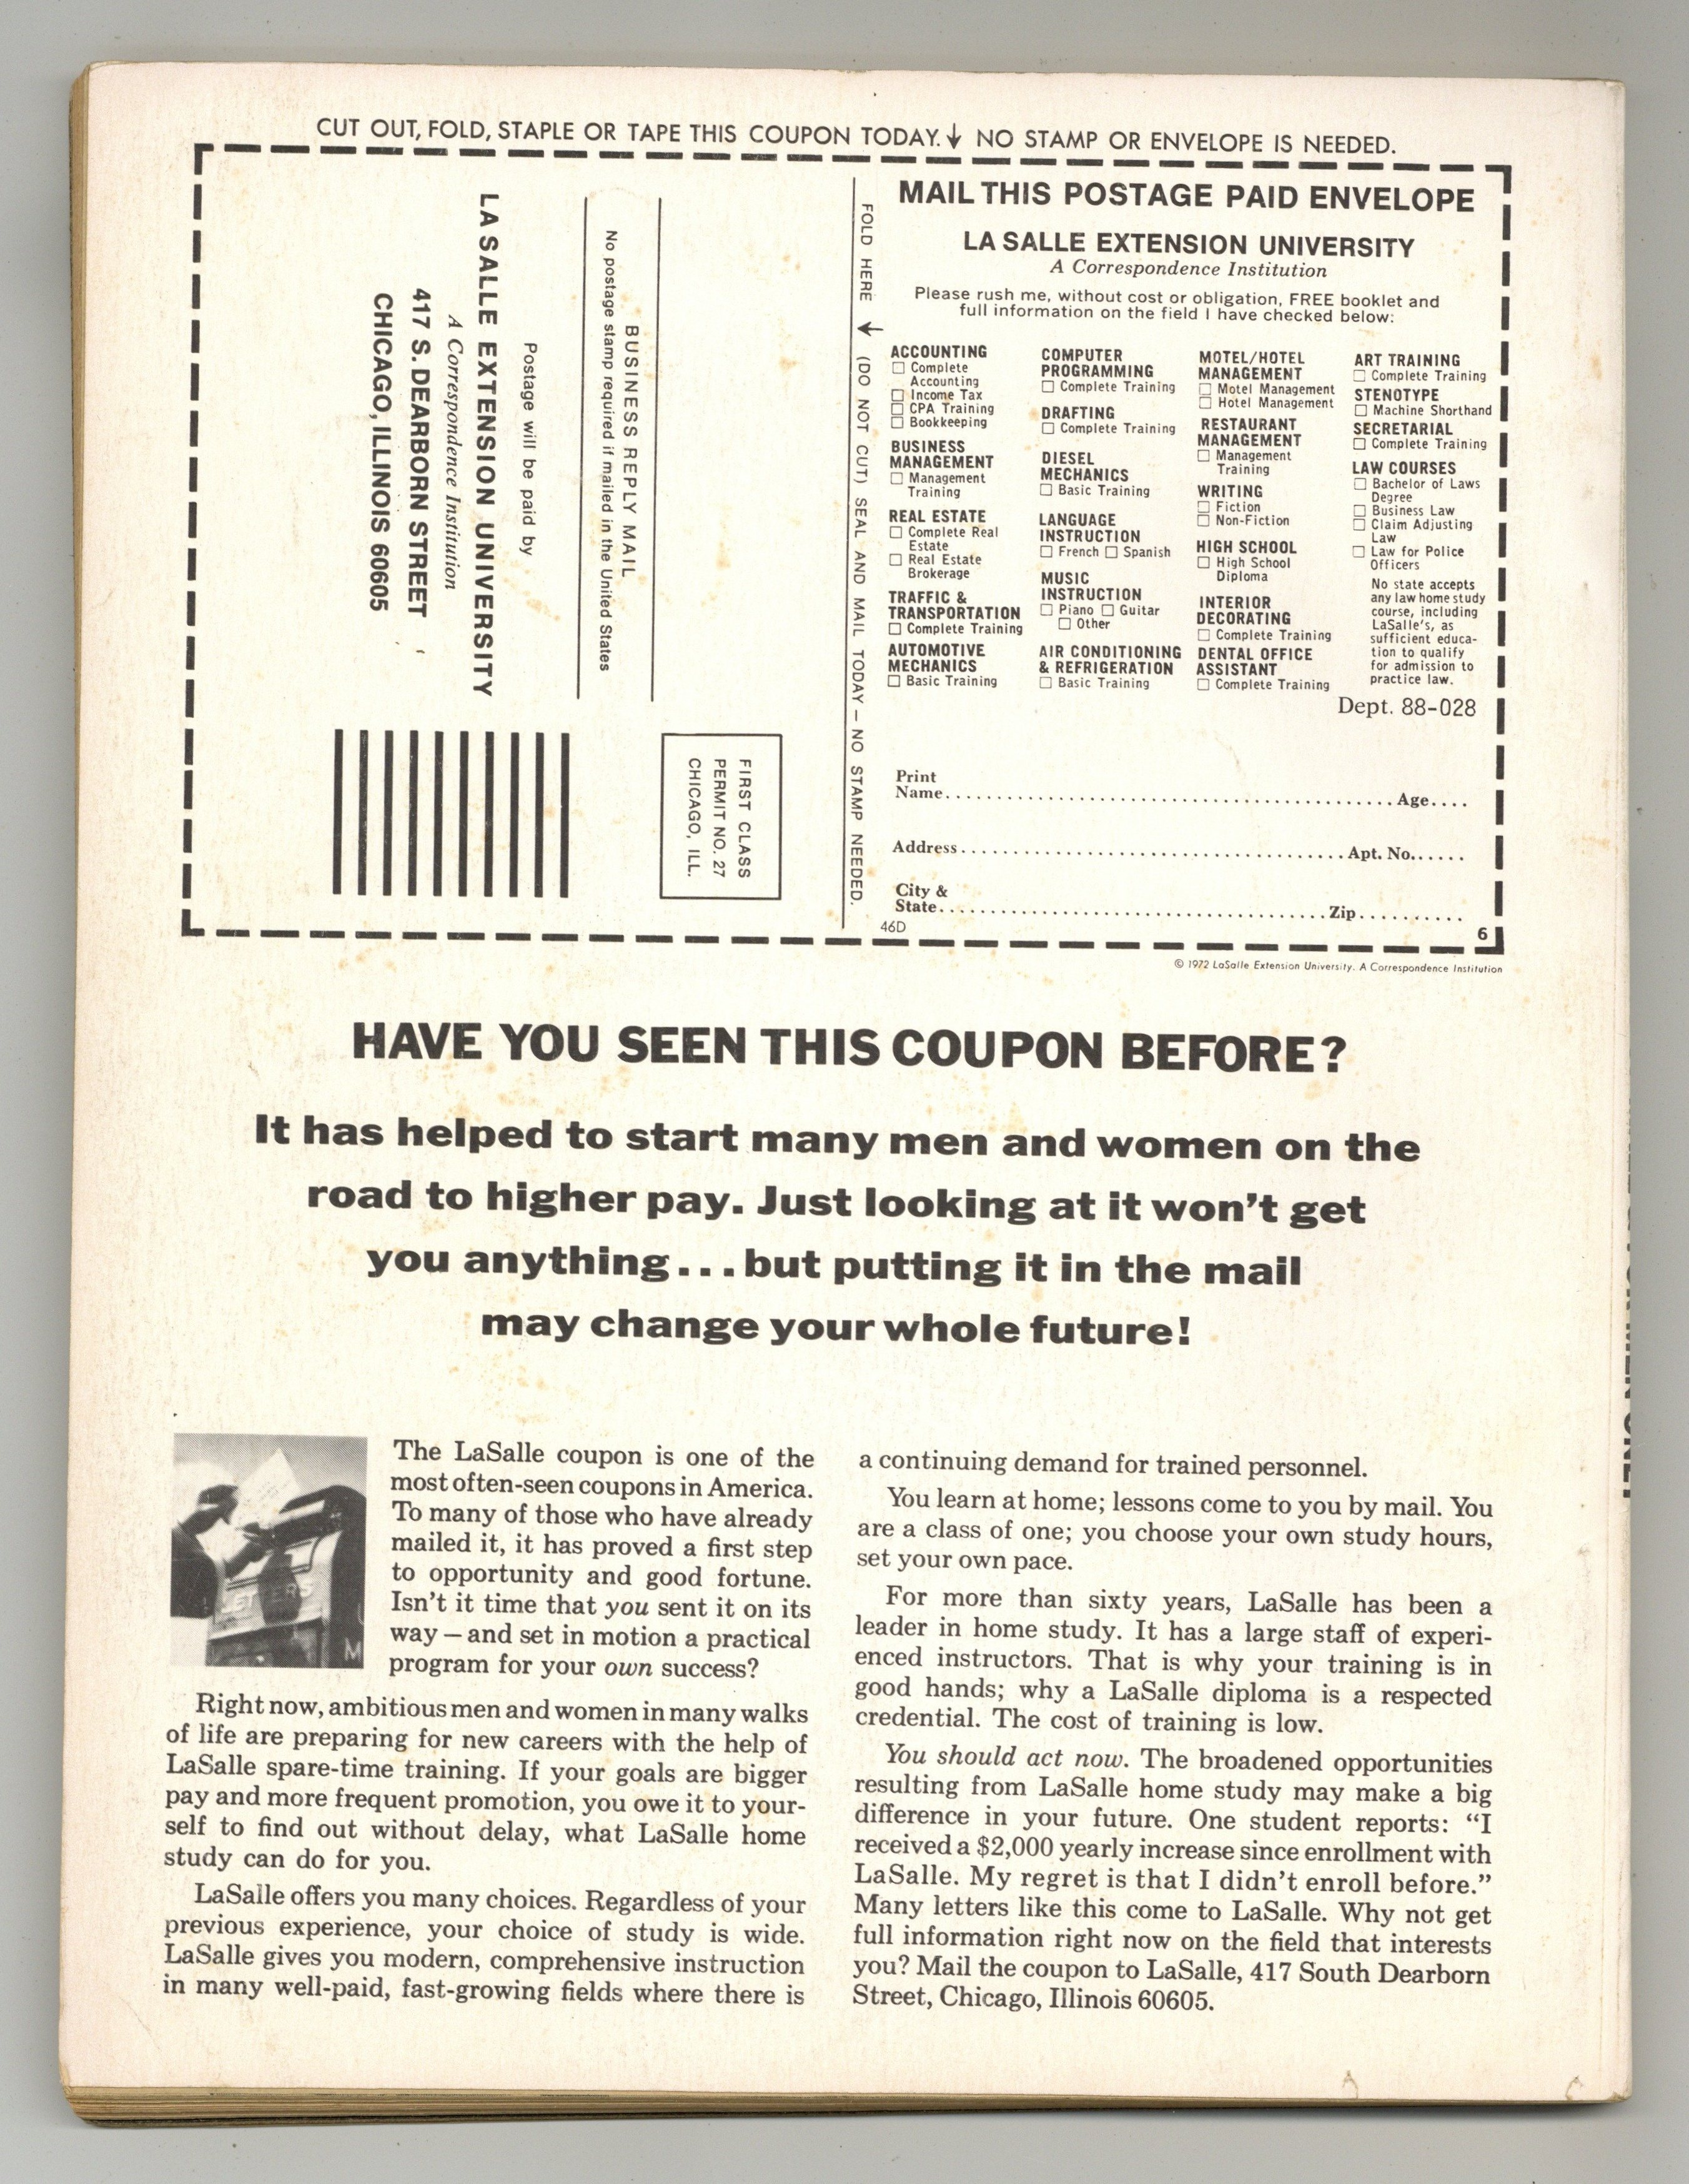 CUT OUT, FOLD, STAPLE OR TAPE THIS COUPON TODAY.↓ NO STAMP OR ENVELOPE IS NEEDED.
FIRST CLASS
PERMIT NO. 27
CHICAGO, ILL.
BUSINESS REPLY MAIL
No postage stamp required if mailed in the United States
Postage will be paid by
LA SALLE EXTENSION UNIVERSITY
A Correspondence Institution
417 S. DEARBORN STREET
CHICAGO, ILLINOIS 60605
FOLD HERE ↓ (DO NOT CUT) SEAL AND MAIL TODAY — NO STAMP NEEDED.
MAIL THIS POSTAGE PAID ENVELOPE
LA SALLE EXTENSION UNIVERSITY
A Correspondence Institution
Please rush me, without cost or obligation, FREE booklet and
full information on the field I have checked below:
ACCOUNTING
☐ Complete
Accounting
☐ Income Tax
☐ CPA Training
☐ Bookkeeping
BUSINESS
MANAGEMENT
☐ Management
Training
REAL ESTATE
☐ Complete Real
Estate
☐ Real Estate
Brokerage
TRAFFIC &
TRANSPORTATION
☐ Complete Training
AUTOMOTIVE
MECHANICS
☐ Basic Training
COMPUTER
PROGRAMMING
☐ Complete Training
DRAFTING
☐ Complete Training
DIESEL
MECHANICS
☐ Basic Training
LANGUAGE
INSTRUCTION
☐ French ☐ Spanish
MUSIC
INSTRUCTION
☐ Piano ☐ Guitar
☐ Other
AIR CONDITIONING
& REFRIGERATION
☐ Basic Training
MOTEL/HOTEL
MANAGEMENT
☐ Motel Management
☐ Hotel Management
RESTAURANT
MANAGEMENT
☐ Management
Training
WRITING
☐ Fiction
☐ Non-Fiction
HIGH SCHOOL
☐ High School
Diploma
INTERIOR
DECORATING
☐ Complete Training
DENTAL OFFICE
ASSISTANT
☐ Complete Training
ART TRAINING
☐ Complete Training
STENOTYPE
☐ Machine Shorthand
SECRETARIAL
☐ Complete Training
LAW COURSES
☐ Bachelor of Laws
Degree
☐ Business Law
☐ Claim Adjusting
Law
☐ Law for Police
Officers
No state accepts
any law home study
course, including
LaSalle's, as
sufficient educa-
tion to qualify
for admission to
practice law.
Dept. 88-028
Print
Name........................................ Age....
Address.................................. Apt. No......
City &
State.................................. Zip..........
46D
6
© 1972 LaSalle Extension University. A Correspondence Institution
HAVE YOU SEEN THIS COUPON BEFORE?
It has helped to start many men and women on the
road to higher pay. Just looking at it won't get
you anything...but putting it in the mail
may change your whole future!
The LaSalle coupon is one of the
most often-seen coupons in America.
To many of those who have already
mailed it, it has proved a first step
to opportunity and good fortune.
Isn't it time that you sent it on its
way — and set in motion a practical
program for your own success?
Right now, ambitious men and women in many walks
of life are preparing for new careers with the help of
LaSalle spare-time training. If your goals are bigger
pay and more frequent promotion, you owe it to your-
self to find out without delay, what LaSalle home
study can do for you.
LaSalle offers you many choices. Regardless of your
previous experience, your choice of study is wide.
LaSalle gives you modern, comprehensive instruction
in many well-paid, fast-growing fields where there is
a continuing demand for trained personnel.
You learn at home; lessons come to you by mail. You
are a class of one; you choose your own study hours,
set your own pace.
For more than sixty years, LaSalle has been a
leader in home study. It has a large staff of experi-
enced instructors. That is why your training is in
good hands; why a LaSalle diploma is a respected
credential. The cost of training is low.
You should act now. The broadened opportunities
resulting from LaSalle home study may make a big
difference in your future. One student reports: “I
received a $2,000 yearly increase since enrollment with
LaSalle. My regret is that I didn't enroll before.”
Many letters like this come to LaSalle. Why not get
full information right now on the field that interests
you? Mail the coupon to LaSalle, 417 South Dearborn
Street, Chicago, Illinois 60605.